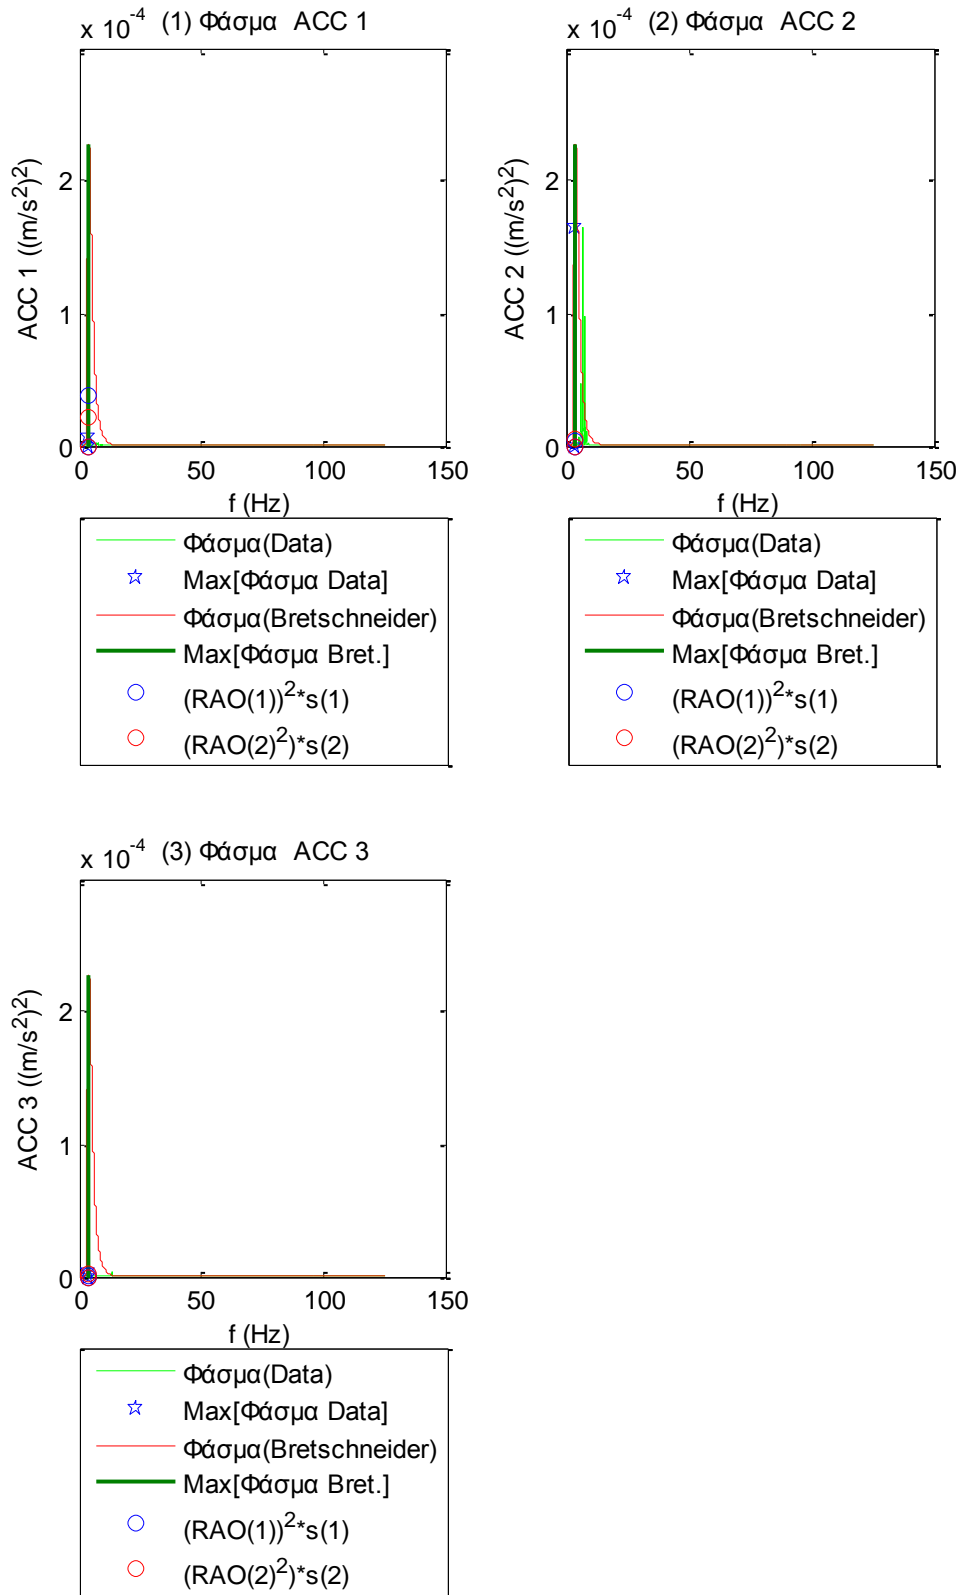 x 10^-4 (1) Φάσμα ACC 1
2
1
0
0 50 100 150
ACC 1 ((m/s²)²)
f (Hz)
Φάσμα(Data)
Max[Φάσμα Data]
Φάσμα(Bretschneider)
Max[Φάσμα Bret.]
(RAO(1))²*s(1)
(RAO(2)²)*s(2)
x 10^-4 (2) Φάσμα ACC 2
2
1
0
0 50 100 150
ACC 2 ((m/s²)²)
f (Hz)
Φάσμα(Data)
Max[Φάσμα Data]
Φάσμα(Bretschneider)
Max[Φάσμα Bret.]
(RAO(1))²*s(1)
(RAO(2)²)*s(2)
x 10^-4 (3) Φάσμα ACC 3
2
1
0
0 50 100 150
ACC 3 ((m/s²)²)
f (Hz)
Φάσμα(Data)
Max[Φάσμα Data]
Φάσμα(Bretschneider)
Max[Φάσμα Bret.]
(RAO(1))²*s(1)
(RAO(2)²)*s(2)